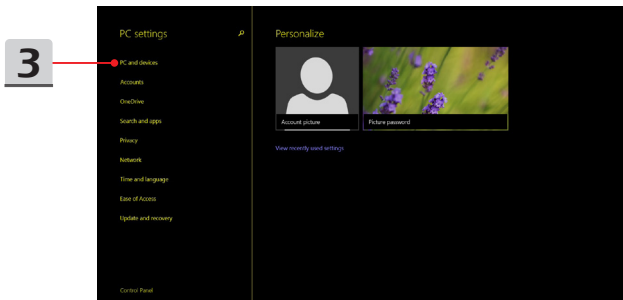 3
PC settings
PC and devices
Accounts
OneDrive
Search and apps
Privacy
Network
Time and language
Ease of Access
Update and recovery
Control Panel
Personalize
Account picture
Picture password
View recently used settings